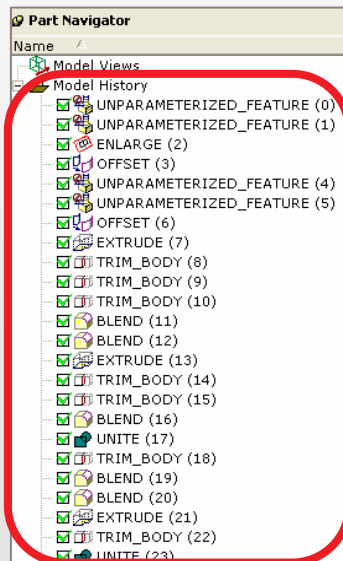 Part Navigator
Name
Model Views
Model History
UNPARAMETERIZED_FEATURE (0)
UNPARAMETERIZED_FEATURE (1)
ENLARGE (2)
OFFSET (3)
UNPARAMETERIZED_FEATURE (4)
UNPARAMETERIZED_FEATURE (5)
OFFSET (6)
EXTRUDE (7)
TRIM_BODY (8)
TRIM_BODY (9)
TRIM_BODY (10)
BLEND (11)
BLEND (12)
EXTRUDE (13)
TRIM_BODY (14)
TRIM_BODY (15)
BLEND (16)
UNITE (17)
TRIM_BODY (18)
BLEND (19)
BLEND (20)
EXTRUDE (21)
TRIM_BODY (22)
UNITE (23)